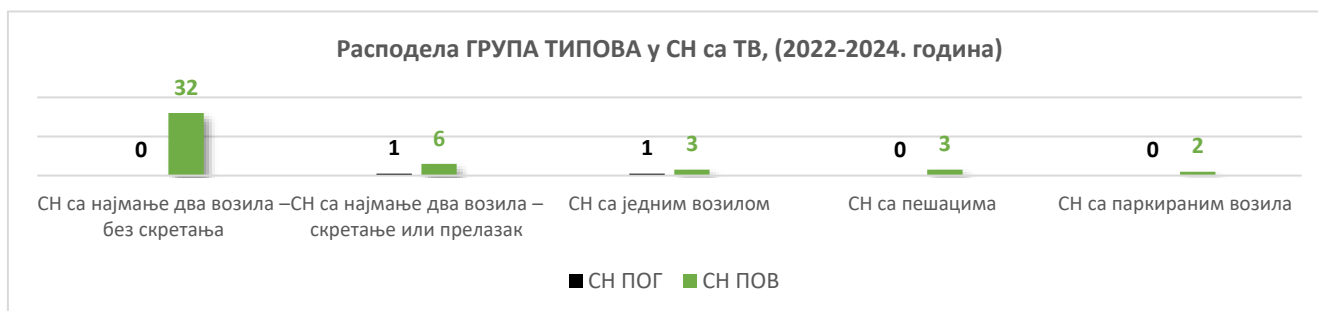 Расподела ГРУПА ТИПОВА у СН са ТВ, (2022-2024. година)
0 32 1 6 1 3 0 3 0 2
СН са најмање два возила –
без скретања
СН са најмање два возила –
скретање или прелазак
СН са једним возилом
СН са пешацима
СН са паркираним возила
СН ПОГ СН ПОВ